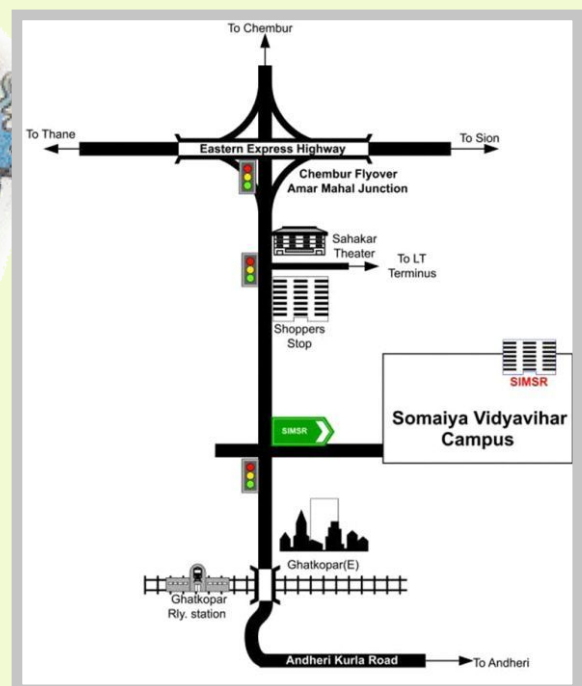 To Chembur
To Thane
Eastern Express Highway
To Sion
Chembur Flyover
Amar Mahal Junction
Sahakar
Theater
To LT
Terminus
Shoppers
Stop
SIMSR
Somaiya Vidyavihar
Campus
SIMSR
Ghatkopar(E)
Ghatkopar
Rly. station
Andheri Kurla Road
To Andheri